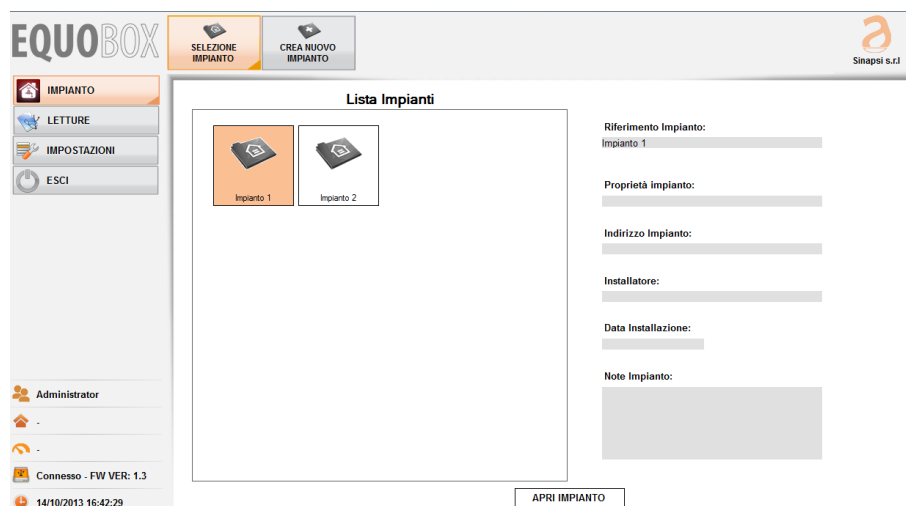 EQUOBOX
SELEZIONE
IMPIANTO
CREA NUOVO
IMPIANTO
Sinapsi s.r.l
IMPIANTO
LETTURE
IMPOSTAZIONI
ESCI
Lista Impianti
Impianto 1
Impianto 2
Riferimento Impianto:
Impianto 1
Proprietà impianto:
Indirizzo Impianto:
Installatore:
Data Installazione:
Note Impianto:
Administrator
-
-
Connesso - FW VER: 1.3
14/10/2013 16:42:29
APRI IMPIANTO